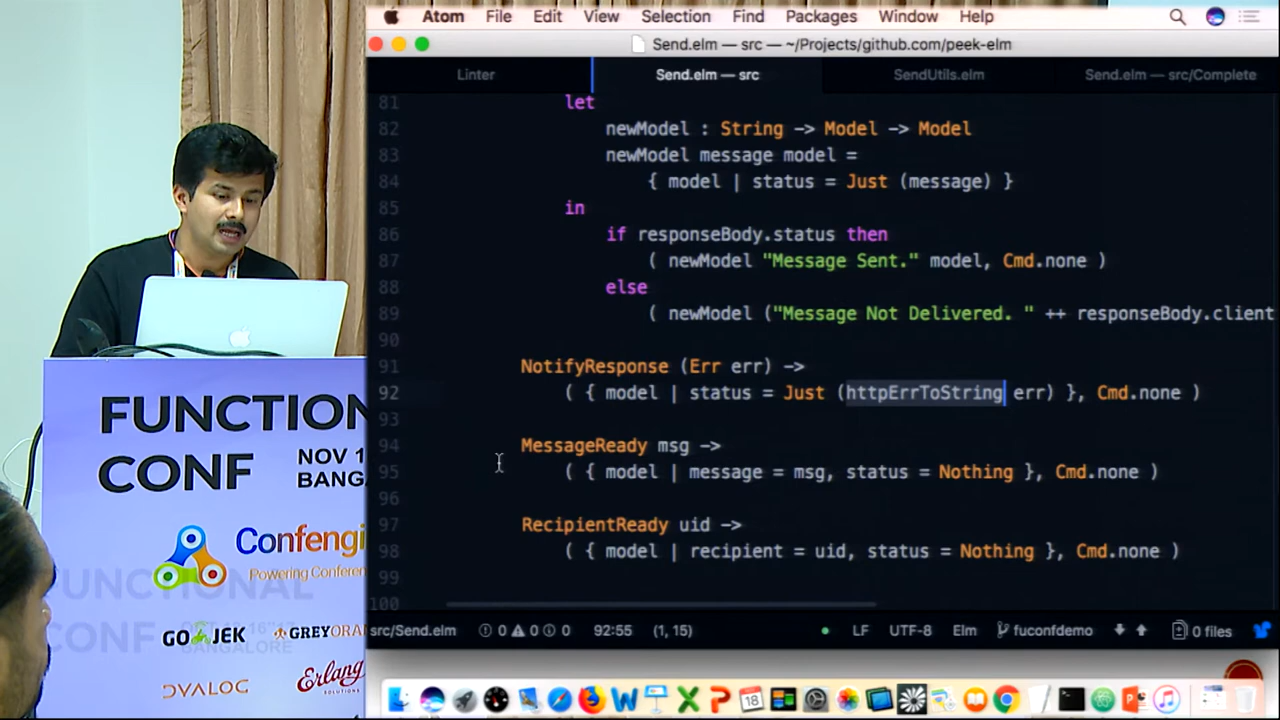 Atom File Edit View Selection Find Packages Window Help
Send.elm — src — ~/Projects/github.com/peek-elm
Linter
Send.elm — src
SendUtils.elm
Send.elm — src/Complete
81 let
82 newModel : String -> Model -> Model
83 newModel message model =
84 { model | status = Just (message) }
85 in
86 if responseBody.status then
87 ( newModel "Message Sent." model, Cmd.none )
88 else
89 ( newModel ("Message Not Delivered. " ++ responseBody.client
90
91 NotifyResponse (Err err) ->
92 ( { model | status = Just (httpErrToString err) }, Cmd.none )
93
94 MessageReady msg ->
95 ( { model | message = msg, status = Nothing }, Cmd.none )
96
97 RecipientReady uid ->
98 ( { model | recipient = uid, status = Nothing }, Cmd.none )
99
100
src/Send.elm 0 0 0 92:55 (1, 15) LF UTF-8 Elm fuconfdemo 0 files
18
FUNCTIONAL
CONF
NOV 1
BANGA
Confengi
Powering Conferen
GO JEK
GREYORA
DYALOG
Erlang
SOLUTIONS